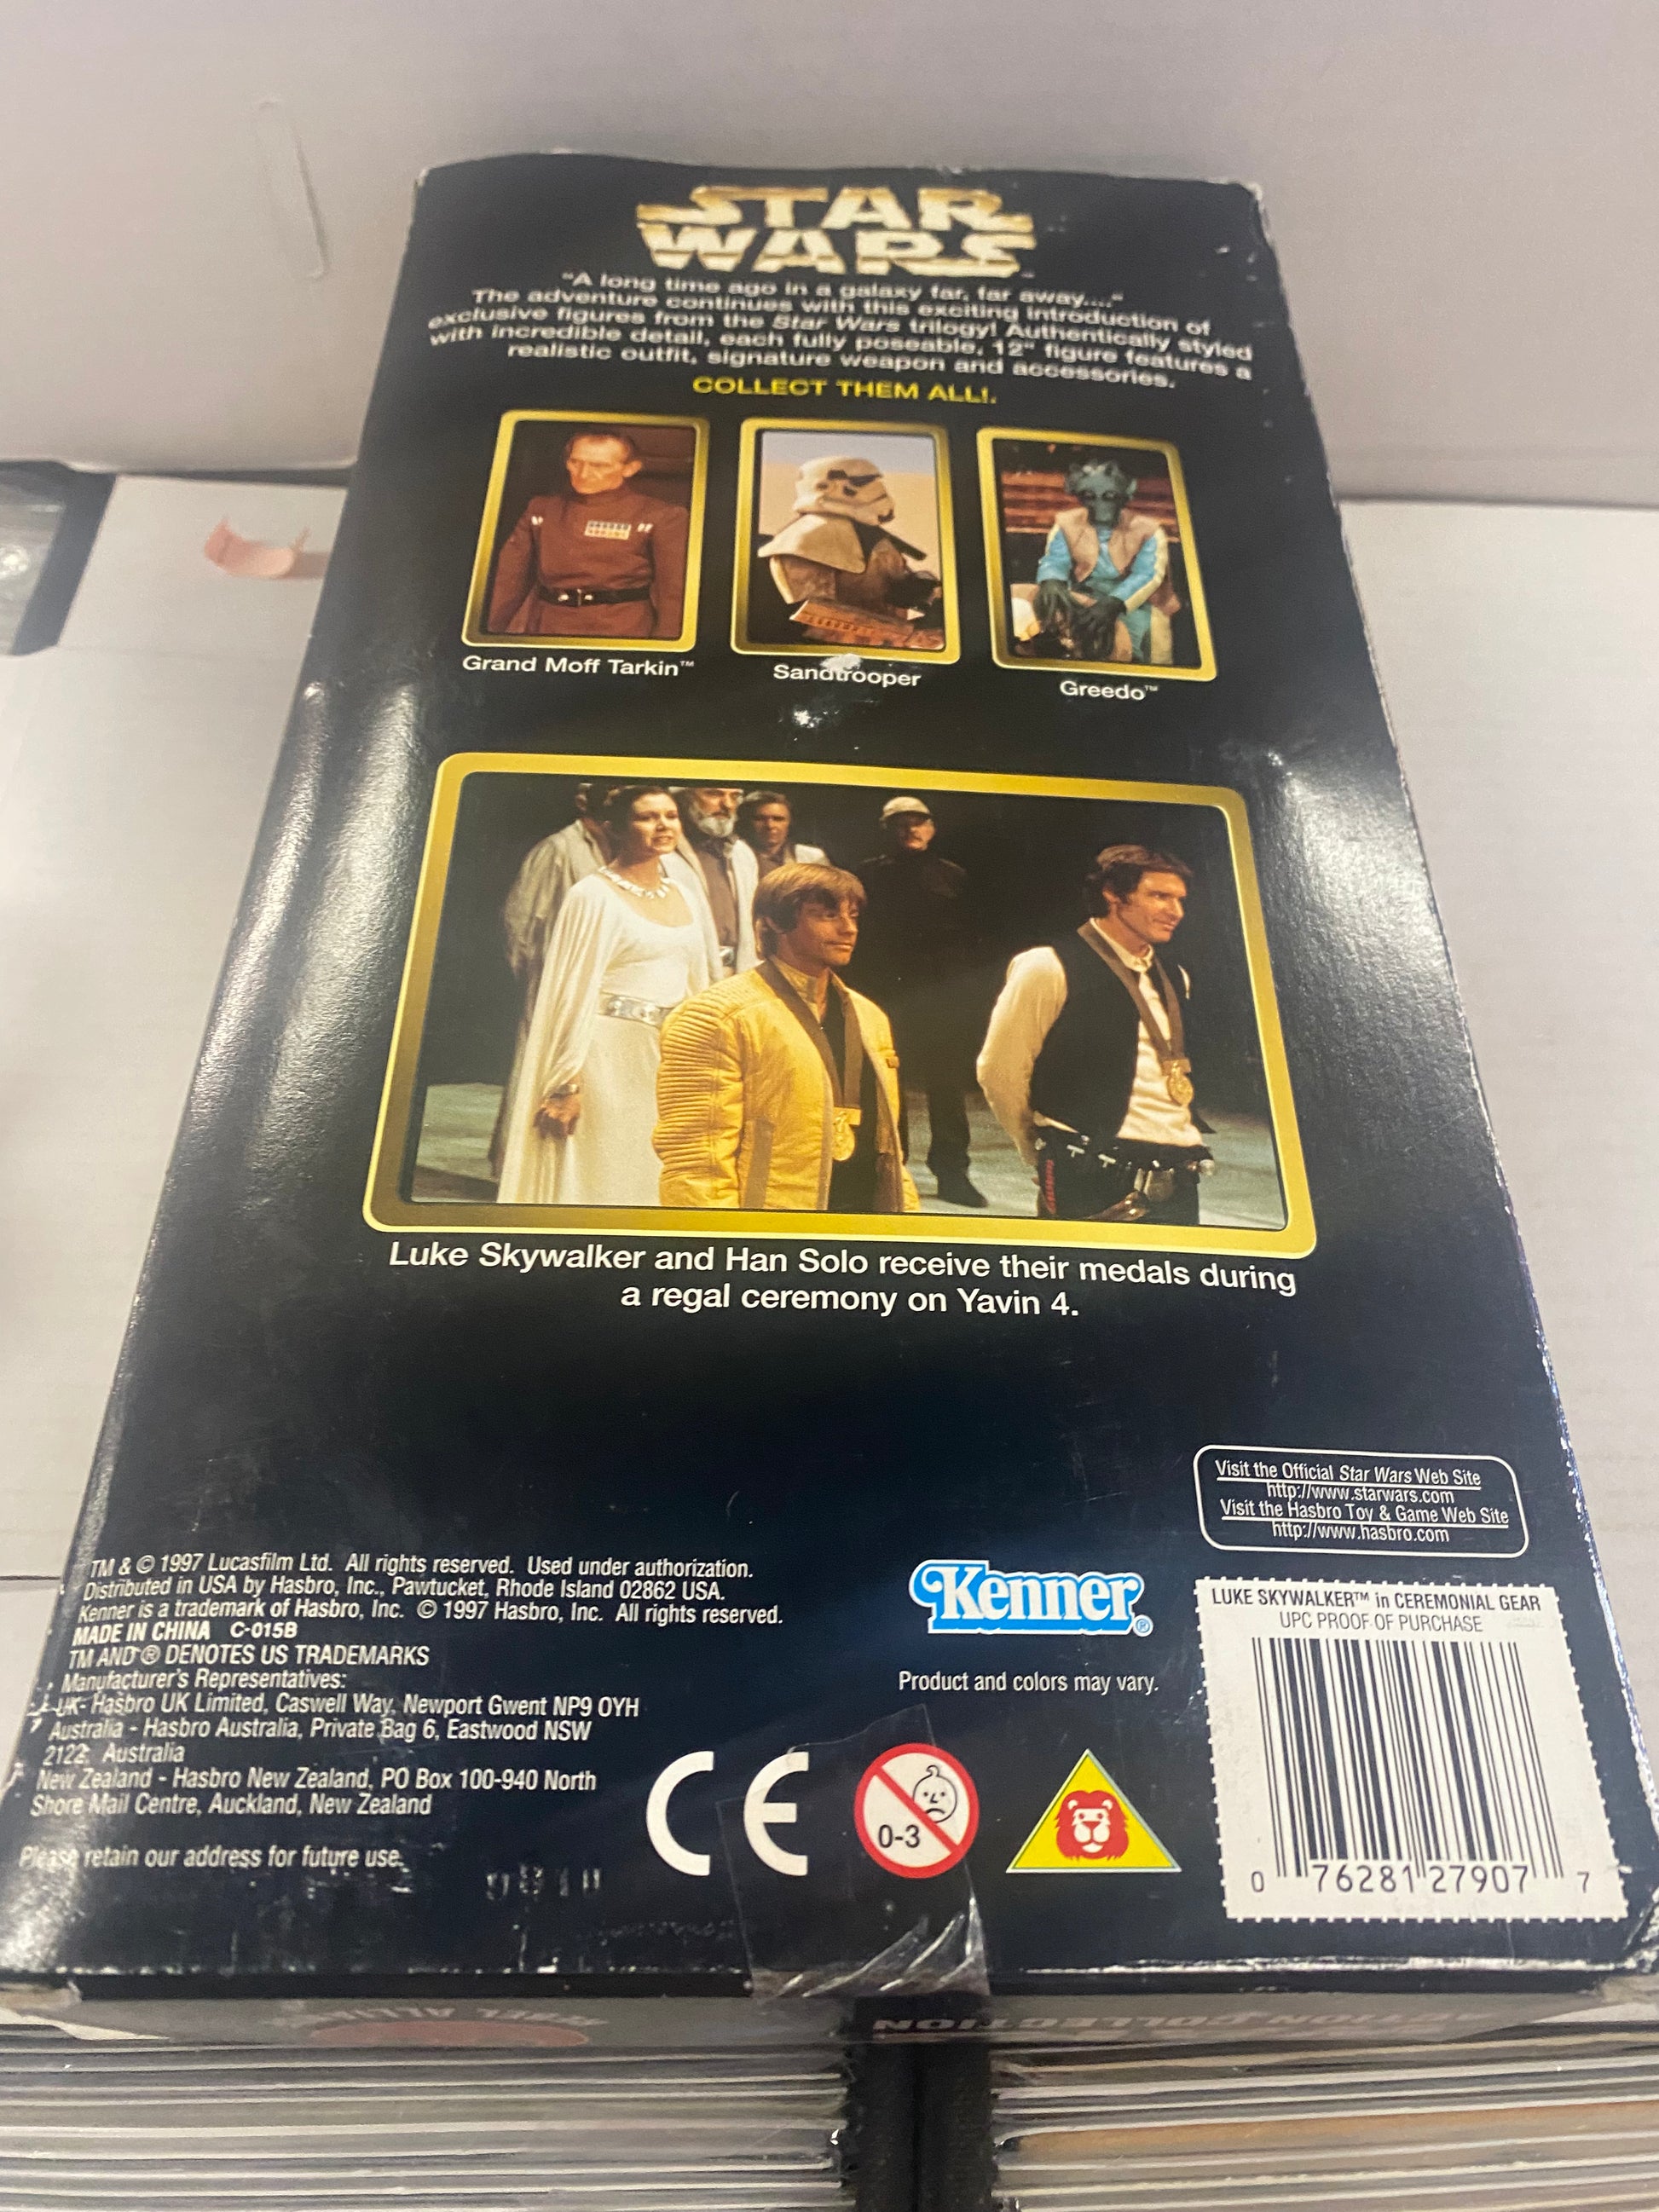 STAR
WARS
"A long time ago in a galaxy far, far away...."
The adventure continues with this exciting introduction of
exclusive figures from the Star Wars trilogy! Authentically styled
with incredible detail, each fully poseable, 12" figure features a
realistic outfit, signature weapon and accessories.
COLLECT THEM ALL!.
Grand Moff Tarkin™
Sandtrooper
Greedo™
Luke Skywalker and Han Solo receive their medals during
a regal ceremony on Yavin 4.
Visit the Official Star Wars Web Site
http://www.starwars.com
Visit the Hasbro Toy & Game Web Site
http://www.hasbro.com
TM & © 1997 Lucasfilm Ltd. All rights reserved. Used under authorization.
Distributed in USA by Hasbro, Inc., Pawtucket, Rhode Island 02862 USA.
Kenner is a trademark of Hasbro, Inc. © 1997 Hasbro, Inc. All rights reserved.
MADE IN CHINA C-015B
TM AND ® DENOTES US TRADEMARKS
Manufacturer's Representatives:
UK- Hasbro UK Limited, Caswell Way, Newport Gwent NP9 0YH
Australia - Hasbro Australia, Private Bag 6, Eastwood NSW
2122, Australia
New Zealand - Hasbro New Zealand, PO Box 100-940 North
Shore Mail Centre, Auckland, New Zealand
Please retain our address for future use.
Kenner®
Product and colors may vary.
CE
0-3
LUKE SKYWALKER™ in CEREMONIAL GEAR
UPC PROOF OF PURCHASE
0 76281 27907 7
REBEL ALLIANCE
ACTION COLLECTION